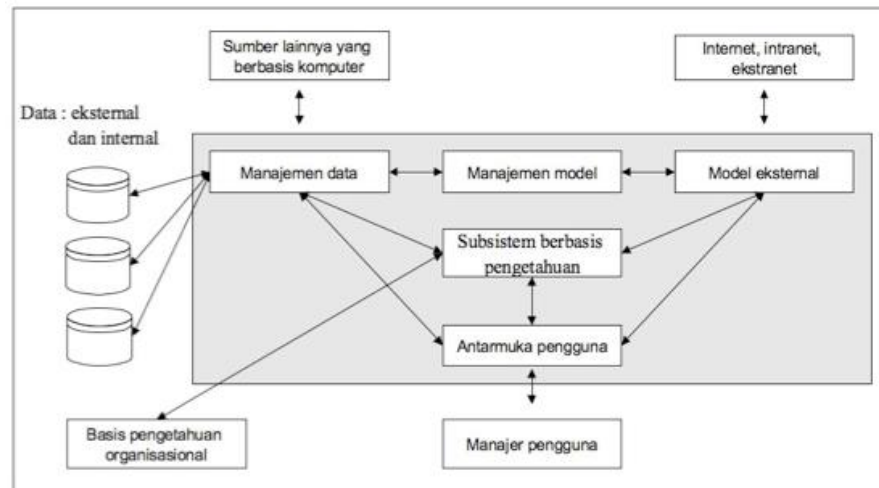 Sumber lainnya yang
berbasis komputer
Internet, intranet,
ekstranet
Data : eksternal
dan internal
Manajemen data
Manajemen model
Model eksternal
Subsistem berbasis
pengetahuan
Antarmuka pengguna
Basis pengetahuan
organisasional
Manajer pengguna